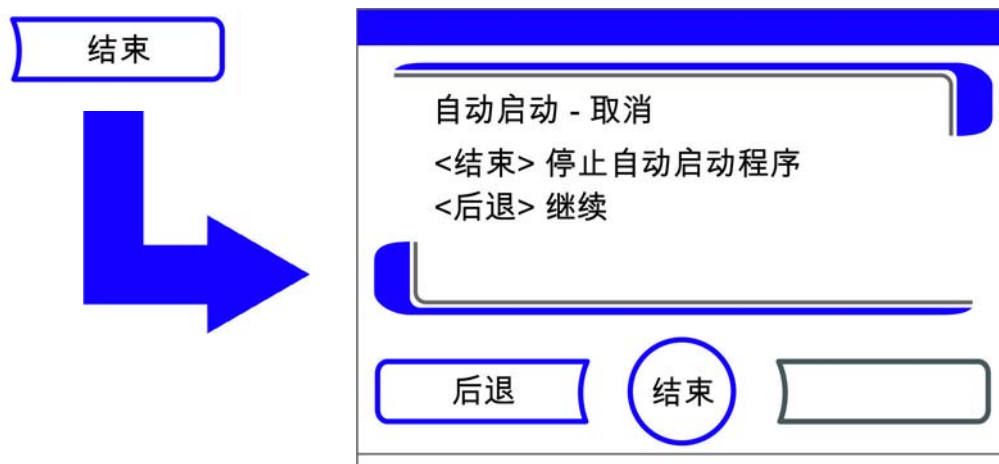 结束
自动启动 - 取消
<结束> 停止自动启动程序
<后退> 继续
后退
结束